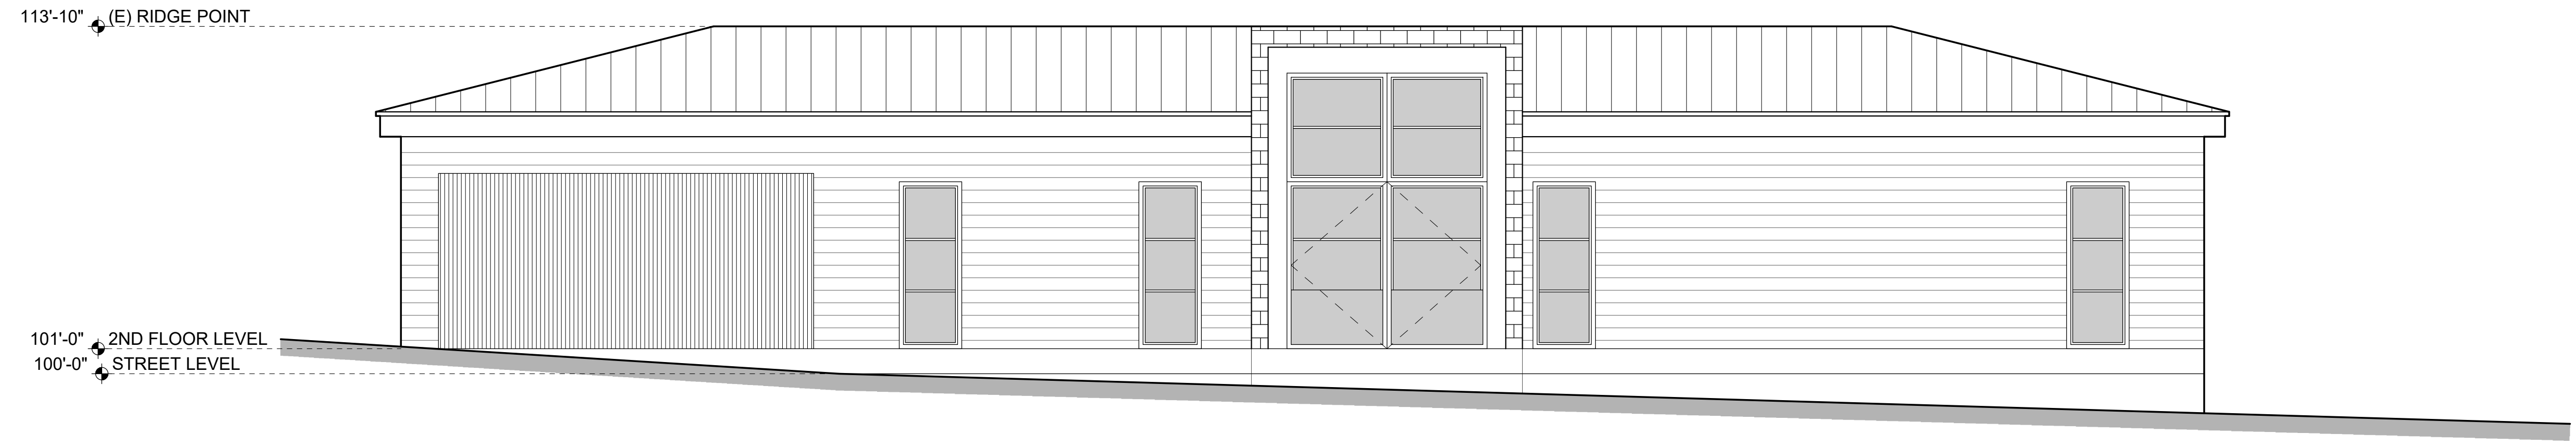 113'-10" (E) RIDGE POINT
101'-0" 2ND FLOOR LEVEL
100'-0" STREET LEVEL